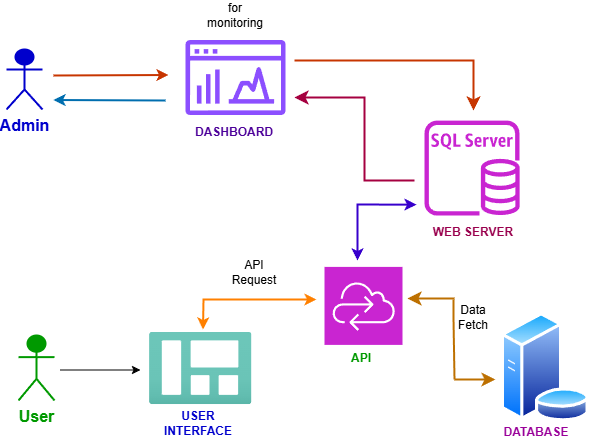 for
monitoring
DASHBOARD
Admin
SQL Server
WEB SERVER
API
Request
Data
Fetch
API
User
USER
INTERFACE
DATABASE